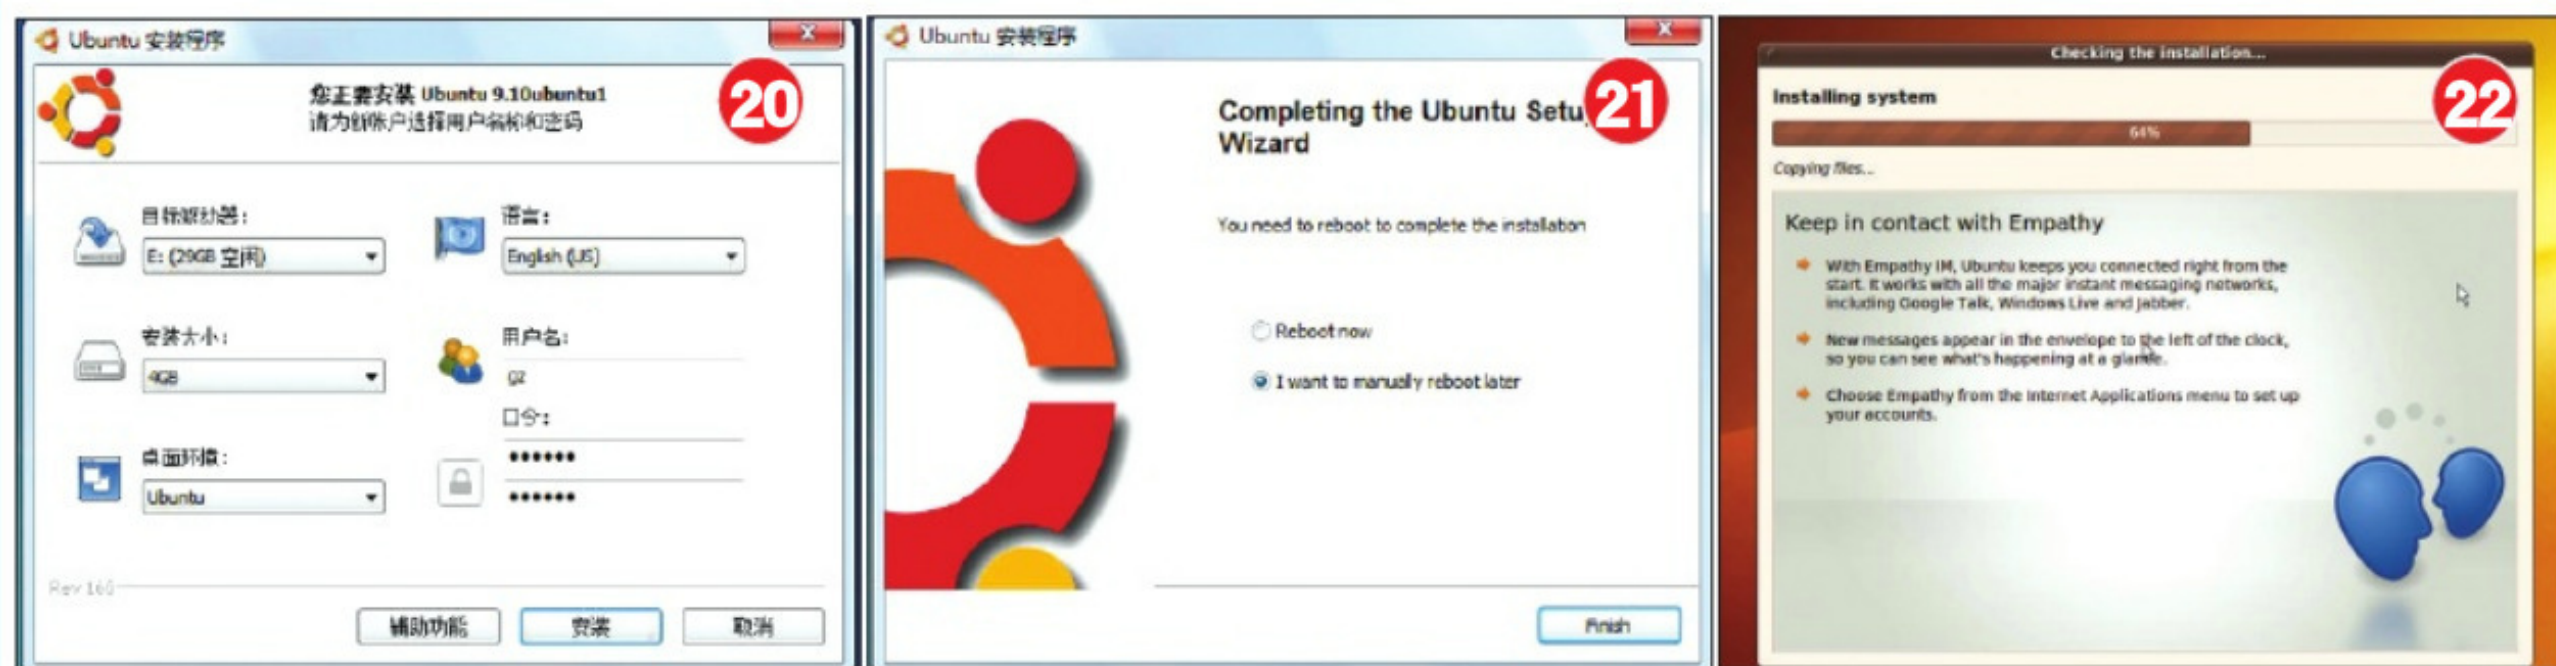 Ubuntu 安装程序
20
您正要安装 Ubuntu 9.10ubuntu1
请为新帐户选择用户名称和密码
目标驱动器:
E: (29GB 空闲)
语言:
English (US)
安装大小:
4GB
用户名:
gz
口令:
••••••
桌面环境:
Ubuntu
••••••
Rev 160
辅助功能
安装
取消
Ubuntu 安装程序
21
Completing the Ubuntu Setu
Wizard
You need to reboot to complete the installation
Reboot now
I want to manually reboot later
Finish
Checking the installation...
22
Installing system
64%
Copying files...
Keep in contact with Empathy
With Empathy IM, Ubuntu keeps you connected right from the
start. It works with all the major instant messaging networks,
including Google Talk, Windows Live and Jabber.
New messages appear in the envelope to the left of the clock,
so you can see what's happening at a glance.
Choose Empathy from the Internet Applications menu to set up
your accounts.